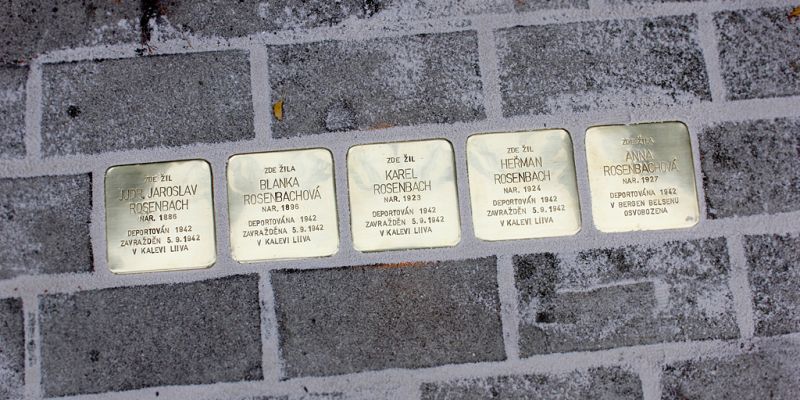 ZDE ŽIL
JUDR. JAROSLAV
ROSENBACH
NAR. 1886
DEPORTOVÁN 1942
ZAVRAŽDĚN 5.9.1942
V KALEVI LIIVA
ZDE ŽILA
BLANKA
ROSENBACHOVÁ
NAR. 1896
DEPORTOVÁNA 1942
ZAVRAŽDĚNA 5.9.1942
V KALEVI LIIVA
ZDE ŽIL
KAREL
ROSENBACH
NAR. 1923
DEPORTOVÁN 1942
ZAVRAŽDĚN 5.9.1942
V KALEVI LIIVA
ZDE ŽIL
HEŘMAN
ROSENBACH
NAR. 1924
DEPORTOVÁN 1942
ZAVRAŽDĚN 5.9.1942
V KALEVI LIIVA
ZDE ŽILA
ANNA
ROSENBACHOVÁ
NAR. 1927
DEPORTOVÁNA 1942
V BERGEN BELSENU
OSVOBOZENA